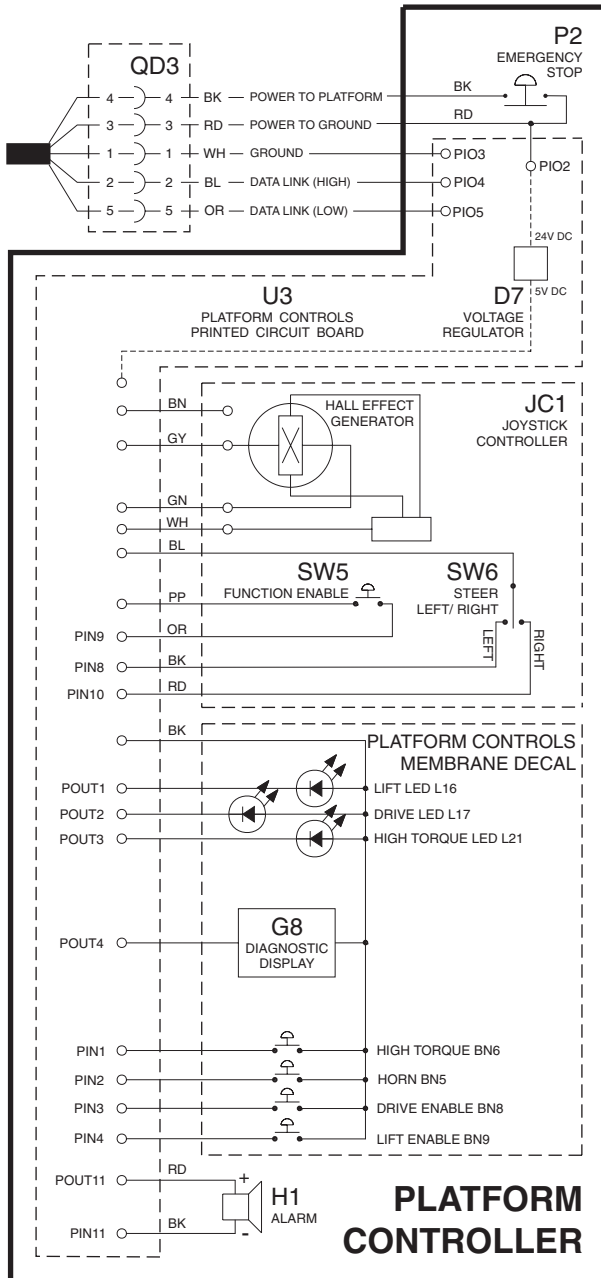 P2
EMERGENCY
STOP
QD3
4 4 BK POWER TO PLATFORM BK
3 3 RD POWER TO GROUND RD
1 1 WH GROUND PIO3
2 2 BL DATA LINK (HIGH) PIO4
5 5 OR DATA LINK (LOW) PIO5
PIO2
24V DC
5V DC
U3
PLATFORM CONTROLS
PRINTED CIRCUIT BOARD
D7
VOLTAGE
REGULATOR
JC1
JOYSTICK
CONTROLLER
HALL EFFECT
GENERATOR
BN
GY
GN
WH
BL
SW5
FUNCTION ENABLE
SW6
STEER
LEFT/ RIGHT
LEFT
RIGHT
PP
PIN9 OR
PIN8 BK
PIN10 RD
BK
PLATFORM CONTROLS
MEMBRANE DECAL
POUT1 LIFT LED L16
POUT2 DRIVE LED L17
POUT3 HIGH TORQUE LED L21
POUT4
G8
DIAGNOSTIC
DISPLAY
PIN1 HIGH TORQUE BN6
PIN2 HORN BN5
PIN3 DRIVE ENABLE BN8
PIN4 LIFT ENABLE BN9
POUT11 RD +
H1
ALARM
PIN11 BK -
PLATFORM
CONTROLLER